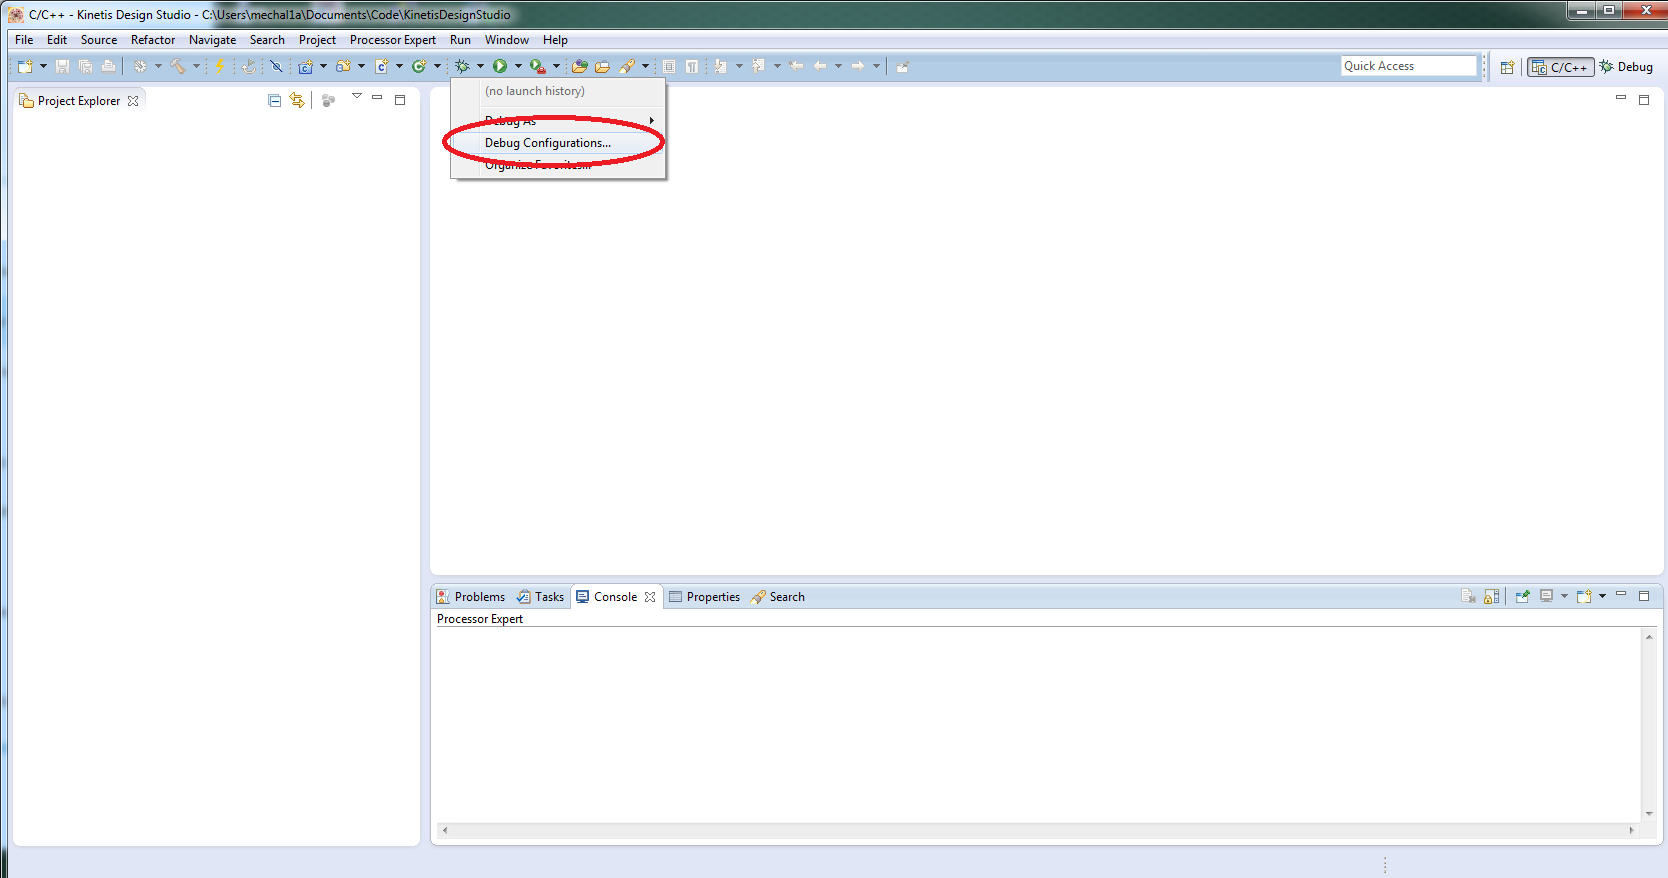 C/C++ - Kinetis Design Studio - C:\Users\mechal1a\Documents\Code\KinetisDesignStudio
File Edit Source Refactor Navigate Search Project Processor Expert Run Window Help
Quick Access
C/C++
Debug
Project Explorer
(no launch history)
Debug As
Debug Configurations...
Organize Favorites...
Problems Tasks Console Properties Search
Processor Expert